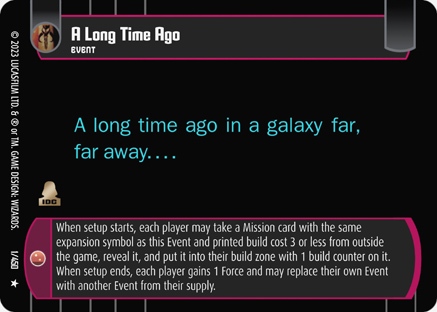 A Long Time Ago
EVENT
A long time ago in a galaxy far,
far away....
IDC
When setup starts, each player may take a Mission card with the same
expansion symbol as this Event and printed build cost 3 or less from outside
the game, reveal it, and put it into their build zone with 1 build counter on it.
When setup ends, each player gains 1 Force and may replace their own Event
with another Event from their supply.
© 2023 LUCASFILM LTD. & ® or TM. GAME DESIGN: WIZARDS.
1/450